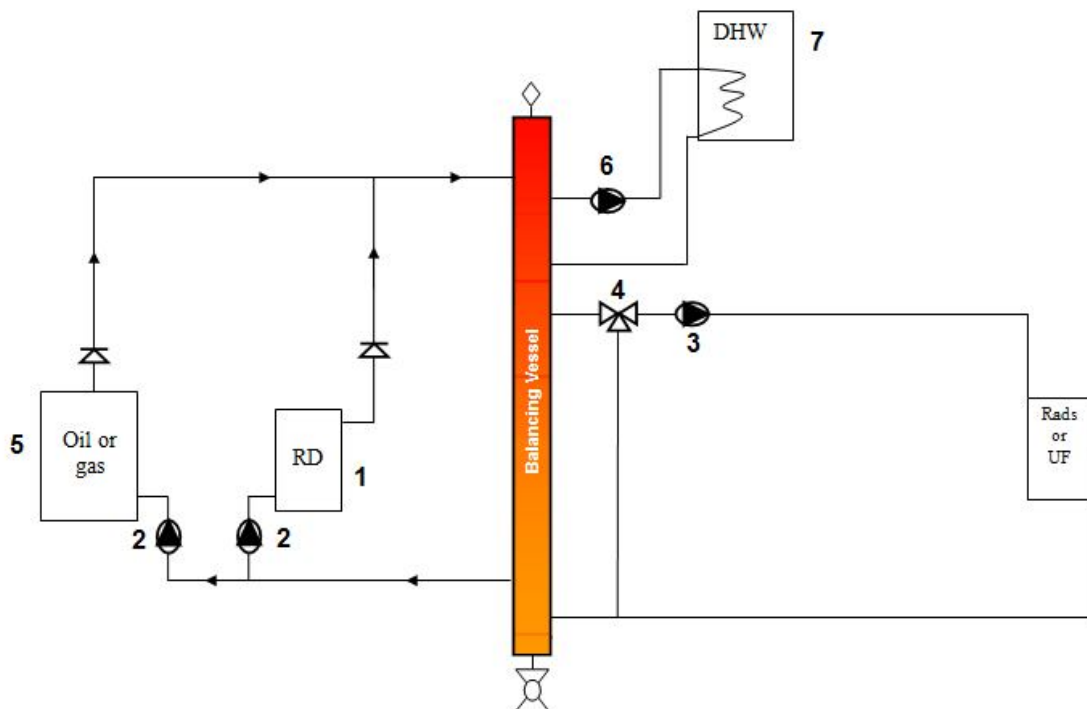 DHW
7
6
4
3
Balancing Vessel
Oil or
gas
5
RD
1
2
2
Rads
or
UF